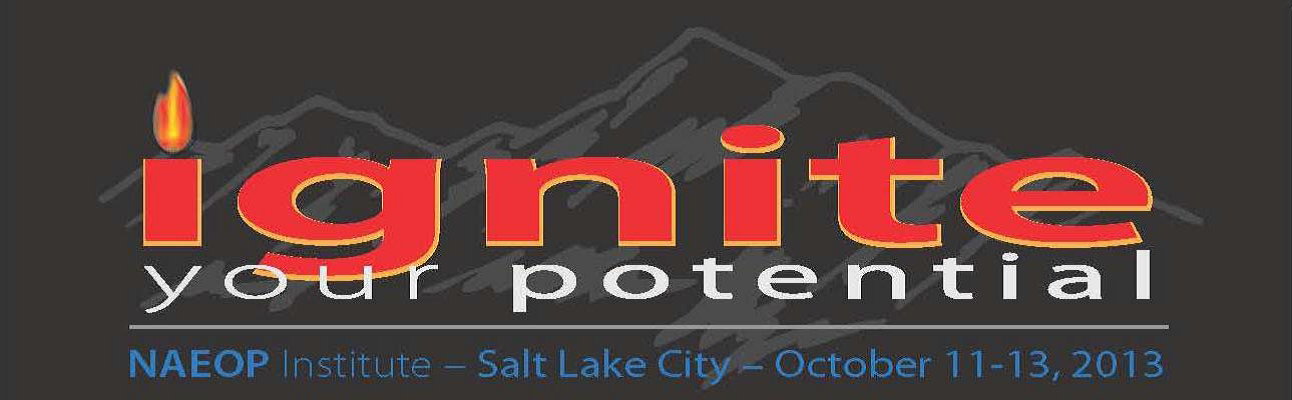 ignite
your potential
NAEOP Institute – Salt Lake City – October 11-13, 2013